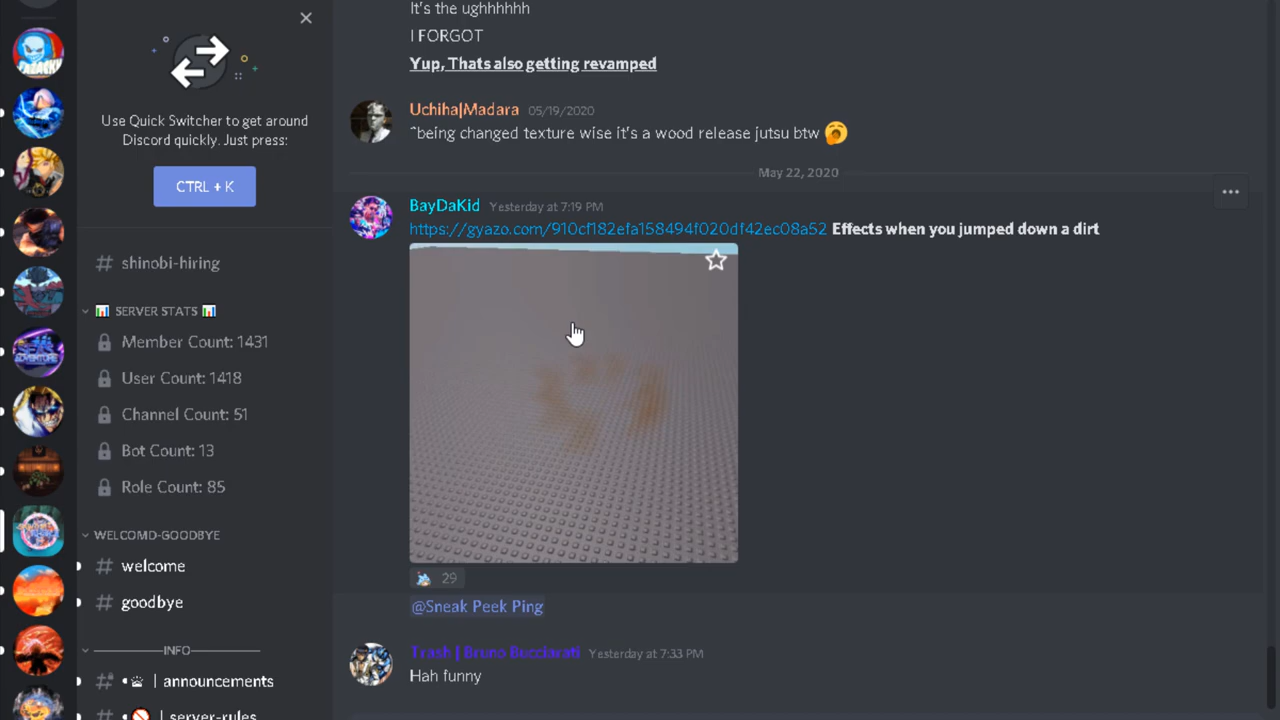 It's the ughhhhhh
I FORGOT
Yup, Thats also getting revamped
Uchiha|Madara 05/19/2020
^being changed texture wise it's a wood release jutsu btw
May 22, 2020
BayDaKid Yesterday at 7:19 PM
https://gyazo.com/910cf182efa158494f020df42ec08a52 Effects when you jumped down a dirt
29
@Sneak Peek Ping
Trash | Bruno Bucciarati Yesterday at 7:33 PM
Hah funny
Use Quick Switcher to get around
Discord quickly. Just press:
CTRL + K
# shinobi-hiring
SERVER STATS
Member Count: 1431
User Count: 1418
Channel Count: 51
Bot Count: 13
Role Count: 85
WELCOMD-GOODBYE
# welcome
# goodbye
INFO
# • | announcements
# • | server-rules